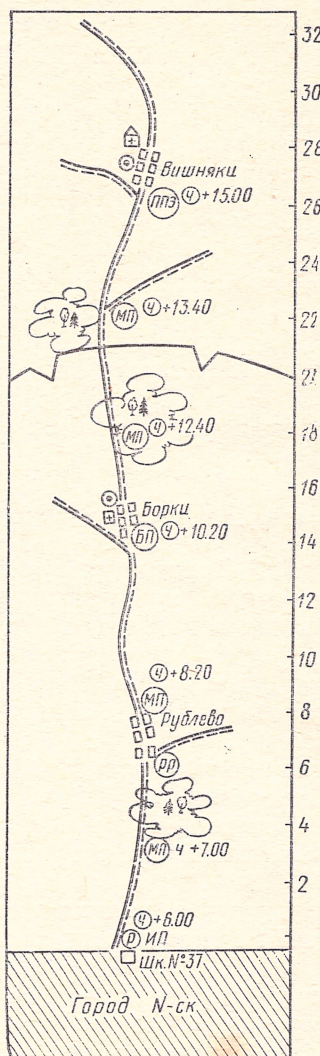 32
30
28
Вишняки
ППЭ Ч +15.00
26
24
МП Ч +13.40
22
21
МП Ч +12.40
18
16
Борки
БП Ч +10.20
14
12
10
Ч +8.20
МП
8
Рублево
РР
6
4
МП Ч +7.00
2
Ч +6.00
Р ИП
Шк.№37
Город N-ск